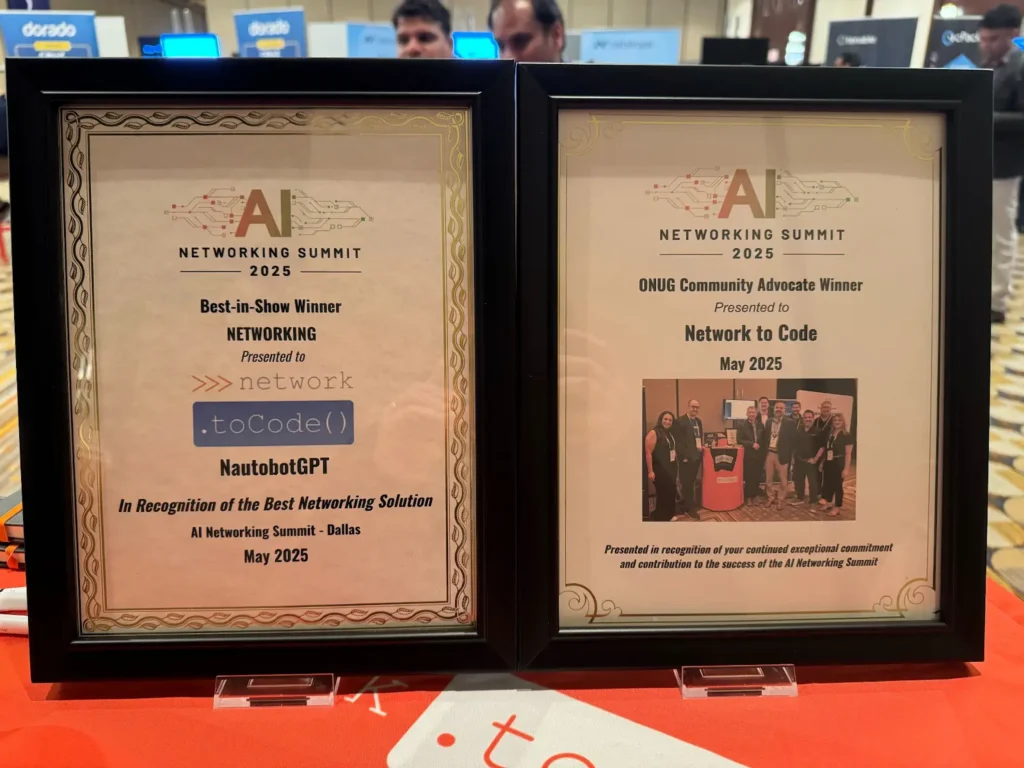 dorado
dorado
AI
NETWORKING SUMMIT
2025
Best-in-Show Winner
NETWORKING
Presented to
>>> network
.toCode()
NautobotGPT
In Recognition of the Best Networking Solution
AI Networking Summit - Dallas
May 2025
AI
NETWORKING SUMMIT
2025
ONUG Community Advocate Winner
Presented to
Network to Code
May 2025
Presented in recognition of your continued exceptional commitment
and contribution to the success of the AI Networking Summit
K
.to